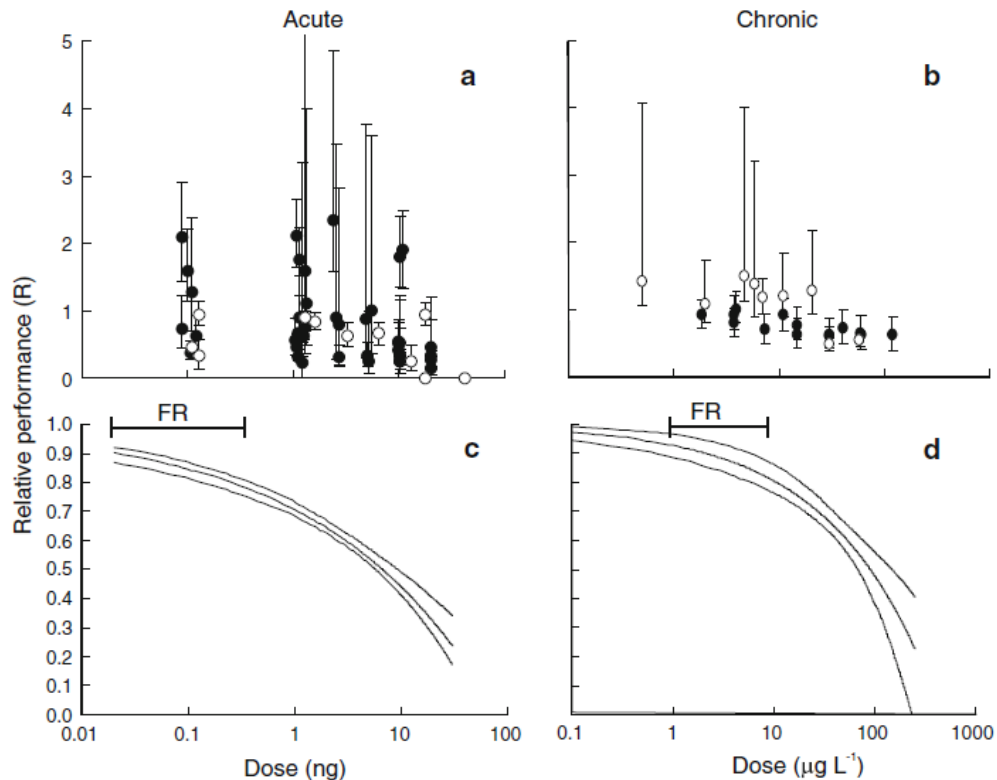 Acute
Chronic
a
b
5
4
3
2
1
0
Relative performance (R)
FR
FR
c
d
1.0
0.9
0.8
0.7
0.6
0.5
0.4
0.3
0.2
0.1
0.0
Relative performance (R)
0.01
0.1
1
10
100
0.1
1
10
100
1000
Dose (ng)
Dose (µg L⁻¹)